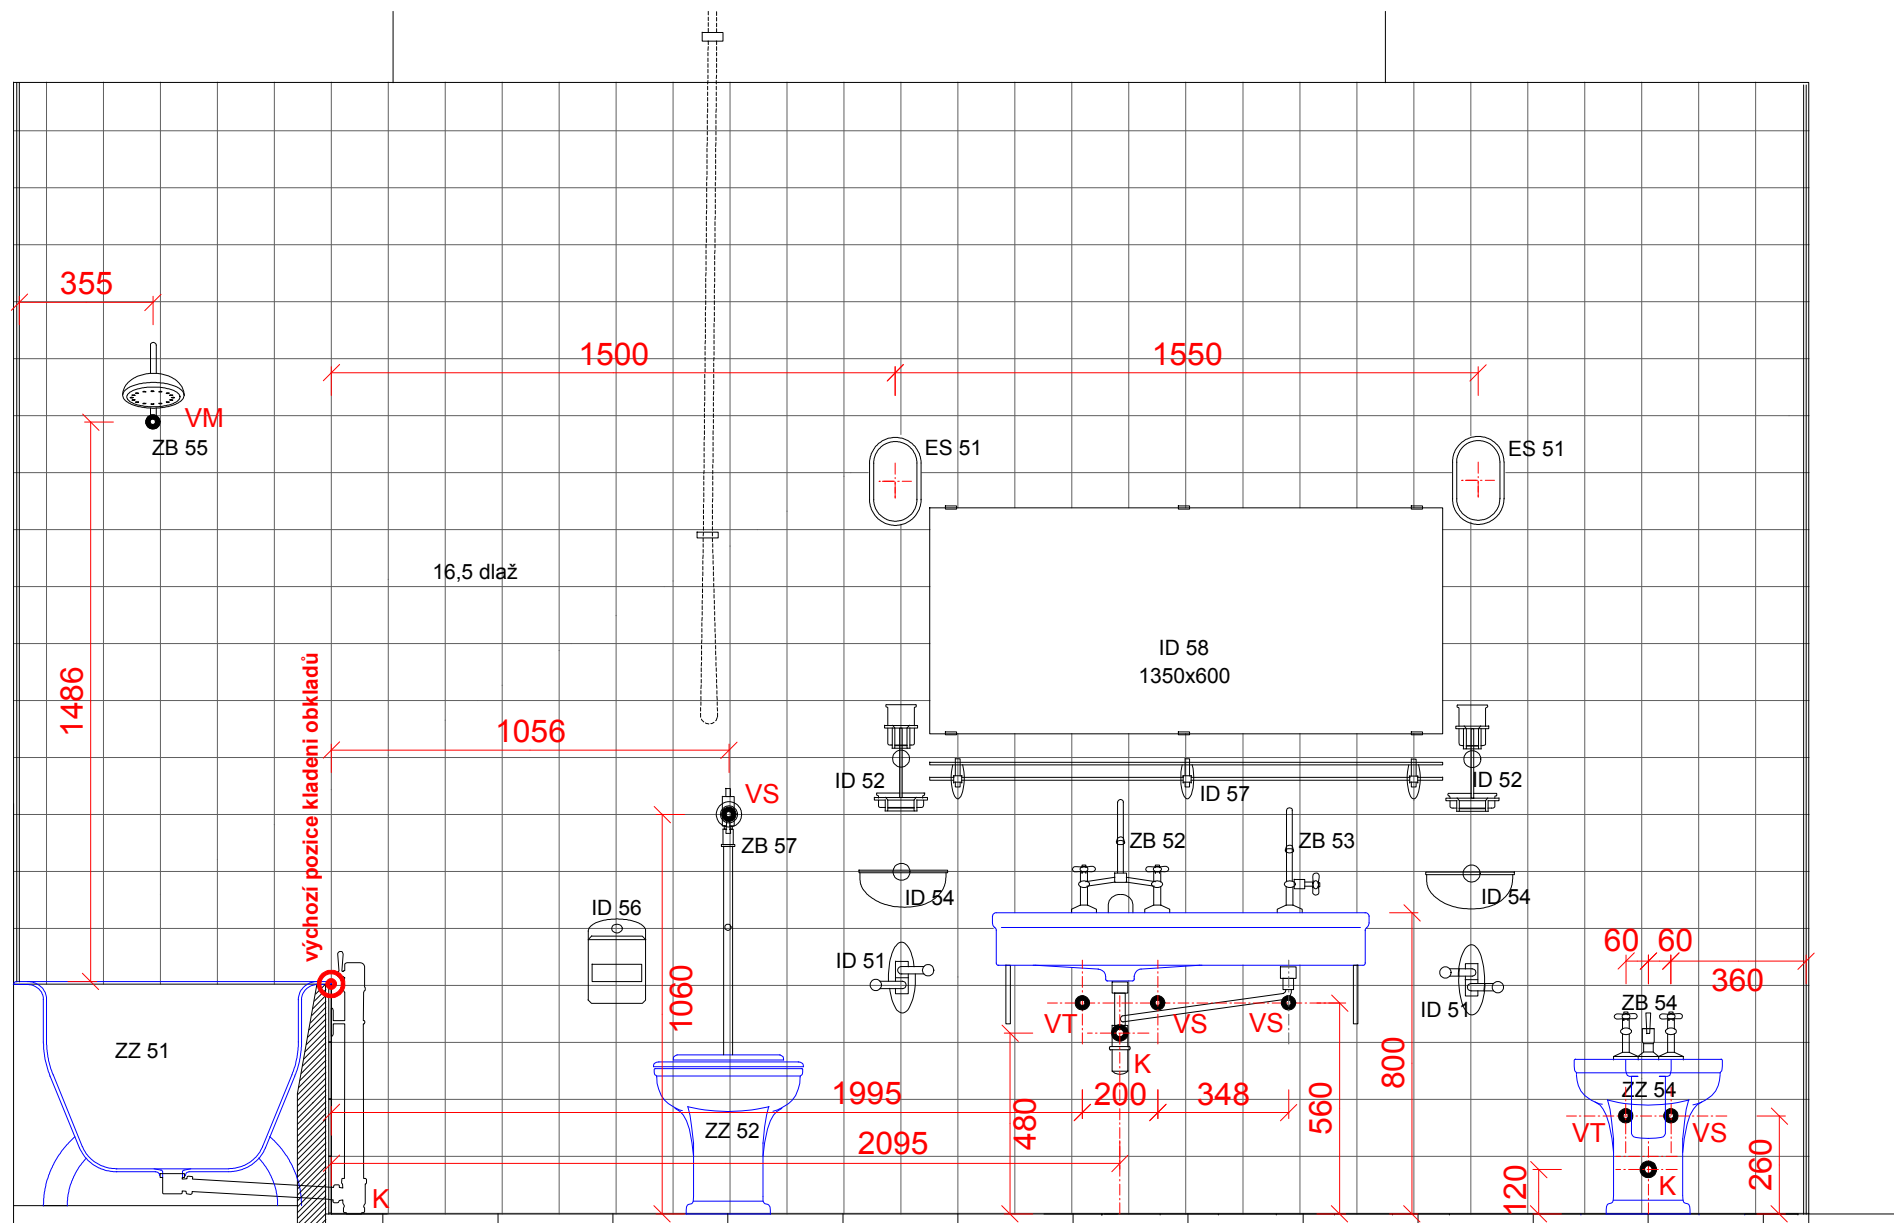 355
1500
1550
VM
ZB 55
ES 51
ES 51
16,5 dlaž
ID 58
1350x600
1486
výchozí pozice kladeni obkladů
1056
VS
ID 52
ID 57
ID 52
ZB 57
ZB 52
ZB 53
ID 56
ID 54
ID 54
ID 51
ID 51
60
60
360
1060
VT
VS
VS
ZB 54
ZZ 51
K
800
1995
200
348
560
480
ZZ 54
ZZ 52
VT
VS
2095
K
120
K
260